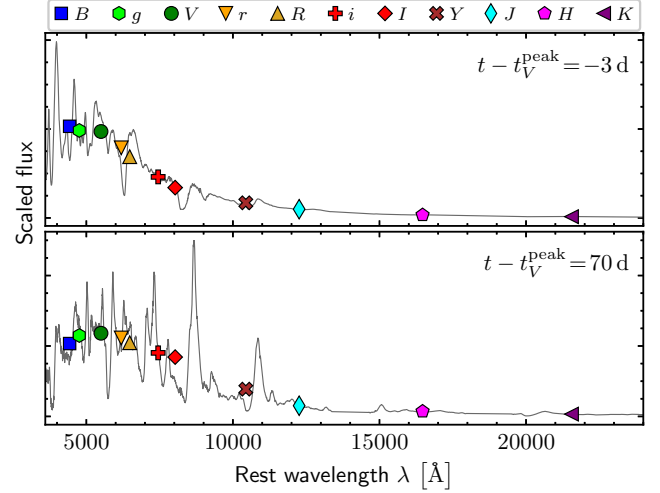 B g V r R i I Y J H K
t − t_V^peak = −3 d
Scaled flux
t − t_V^peak = 70 d
5000 10000 15000 20000
Rest wavelength λ [Å]